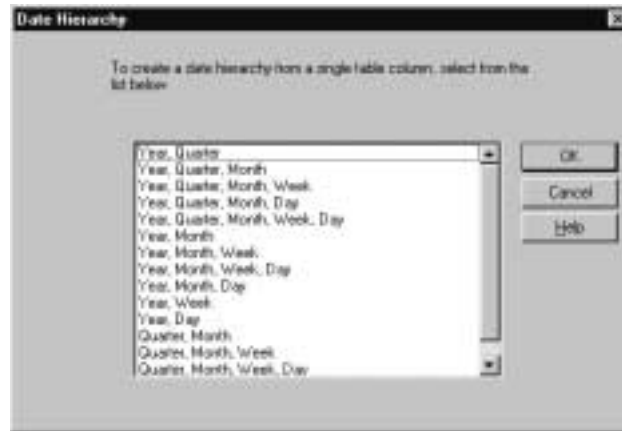 Date Hierarchy
To create a date hierarchy from a single table column, select from the
list below
Year, Quarter
Year, Quarter, Month
Year, Quarter, Month, Week
Year, Quarter, Month, Day
Year, Quarter, Month, Week, Day
Year, Month
Year, Month, Week
Year, Month, Week, Day
Year, Month, Day
Year, Week
Year, Day
Quarter, Month
Quarter, Month, Week
Quarter, Month, Week, Day
OK
Cancel
Help